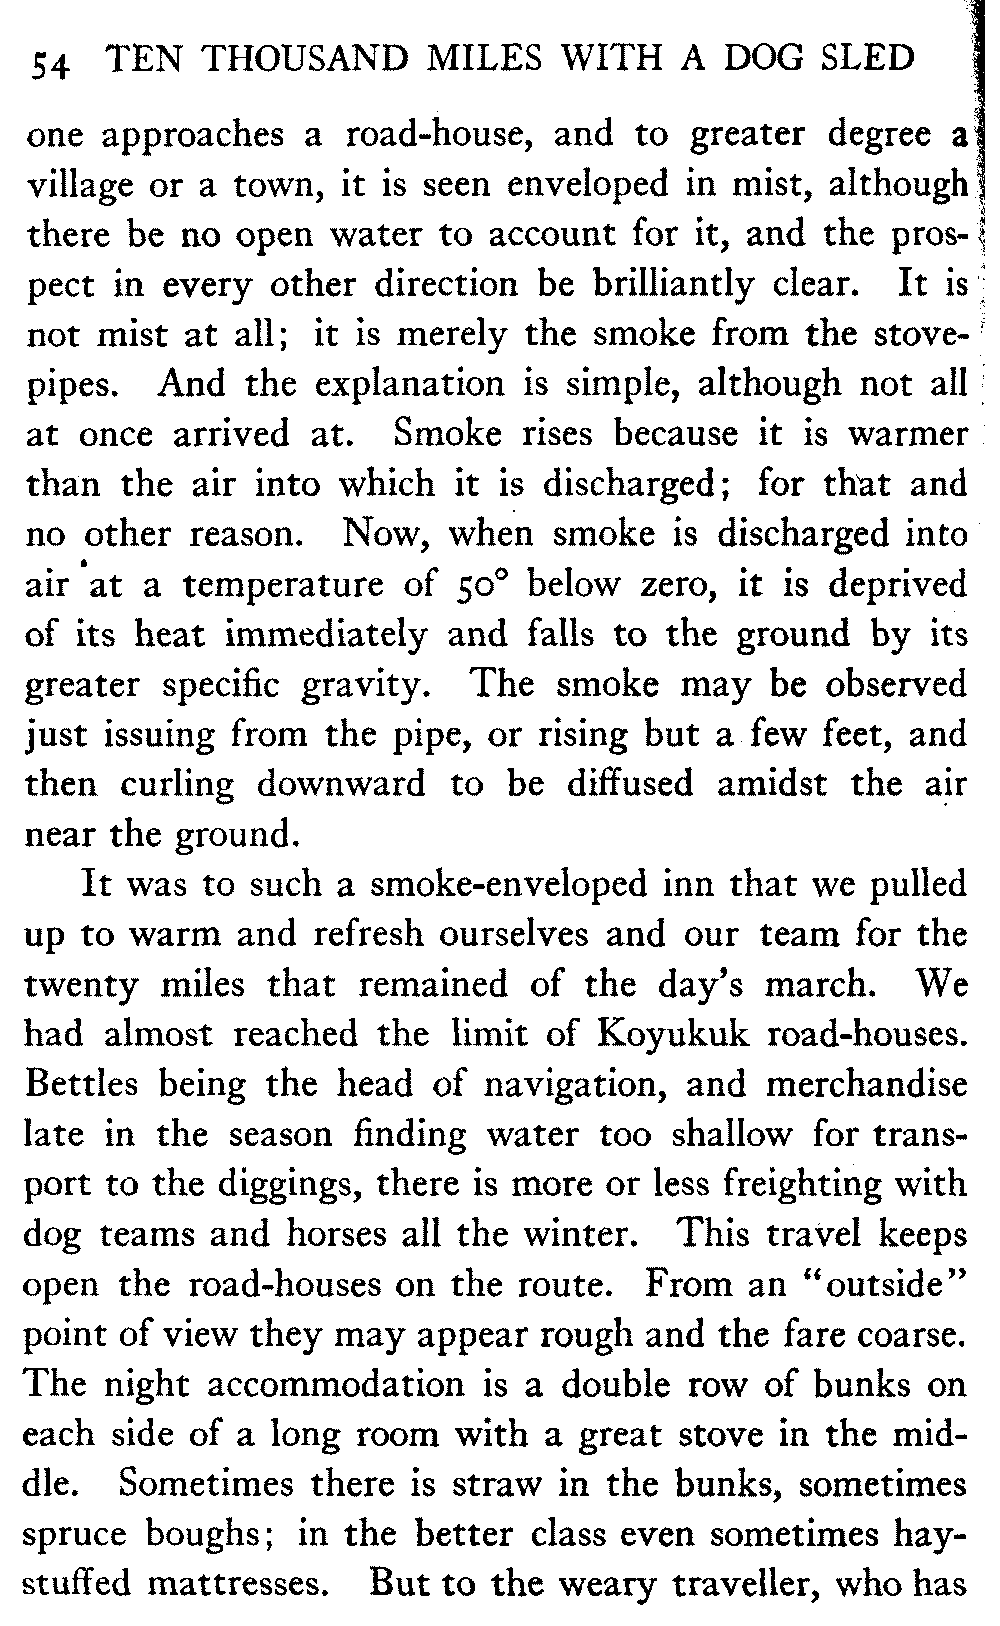 54 TEN THOUSAND MILES WITH A DOG SLED
one approaches a road-house, and to greater degree a
village or a town, it is seen enveloped in mist, although
there be no open water to account for it, and the pros-
pect in every other direction be brilliantly clear. It is
not mist at all; it is merely the smoke from the stove-
pipes. And the explanation is simple, although not all
at once arrived at. Smoke rises because it is warmer
than the air into which it is discharged; for that and
no other reason. Now, when smoke is discharged into
air at a temperature of 50° below zero, it is deprived
of its heat immediately and falls to the ground by its
greater specific gravity. The smoke may be observed
just issuing from the pipe, or rising but a few feet, and
then curling downward to be diffused amidst the air
near the ground.
It was to such a smoke-enveloped inn that we pulled
up to warm and refresh ourselves and our team for the
twenty miles that remained of the day's march. We
had almost reached the limit of Koyukuk road-houses.
Bettles being the head of navigation, and merchandise
late in the season finding water too shallow for trans-
port to the diggings, there is more or less freighting with
dog teams and horses all the winter. This travel keeps
open the road-houses on the route. From an "outside"
point of view they may appear rough and the fare coarse.
The night accommodation is a double row of bunks on
each side of a long room with a great stove in the mid-
dle. Sometimes there is straw in the bunks, sometimes
spruce boughs; in the better class even sometimes hay-
stuffed mattresses. But to the weary traveller, who has